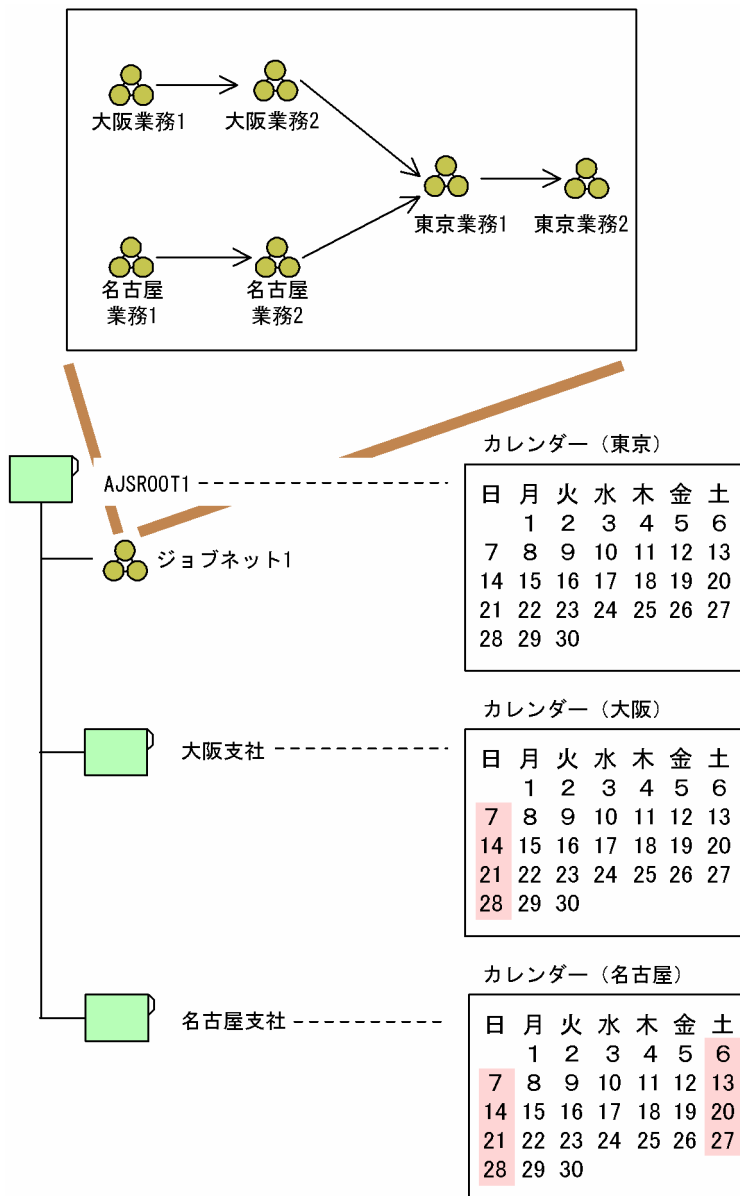 大阪業務1
大阪業務2
東京業務1
東京業務2
名古屋
業務1
名古屋
業務2
カレンダー（東京）
AJSROOT1
日 月 火 水 木 金 土
1 2 3 4 5 6
7 8 9 10 11 12 13
14 15 16 17 18 19 20
21 22 23 24 25 26 27
28 29 30
ジョブネット1
カレンダー（大阪）
大阪支社
日 月 火 水 木 金 土
1 2 3 4 5 6
7 8 9 10 11 12 13
14 15 16 17 18 19 20
21 22 23 24 25 26 27
28 29 30
カレンダー（名古屋）
名古屋支社
日 月 火 水 木 金 土
1 2 3 4 5 6
7 8 9 10 11 12 13
14 15 16 17 18 19 20
21 22 23 24 25 26 27
28 29 30